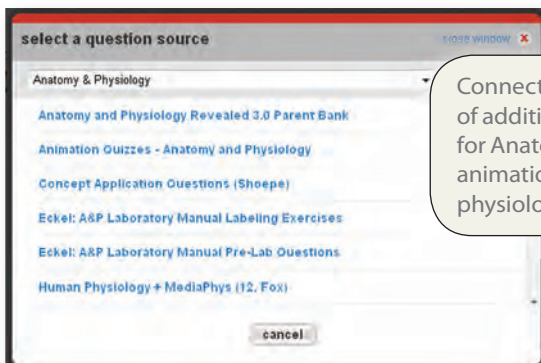 select a question source
close window x
Anatomy & Physiology
Anatomy and Physiology Revealed 3.0 Parent Bank
Animation Quizzes - Anatomy and Physiology
Concept Application Questions (Shoepe)
Eckel: A&P Laboratory Manual Labeling Exercises
Eckel: A&P Laboratory Manual Pre-Lab Questions
Human Physiology + MediaPhys (12, Fox)
cancel
Connect
of additi
for Anato
animatio
physiolo